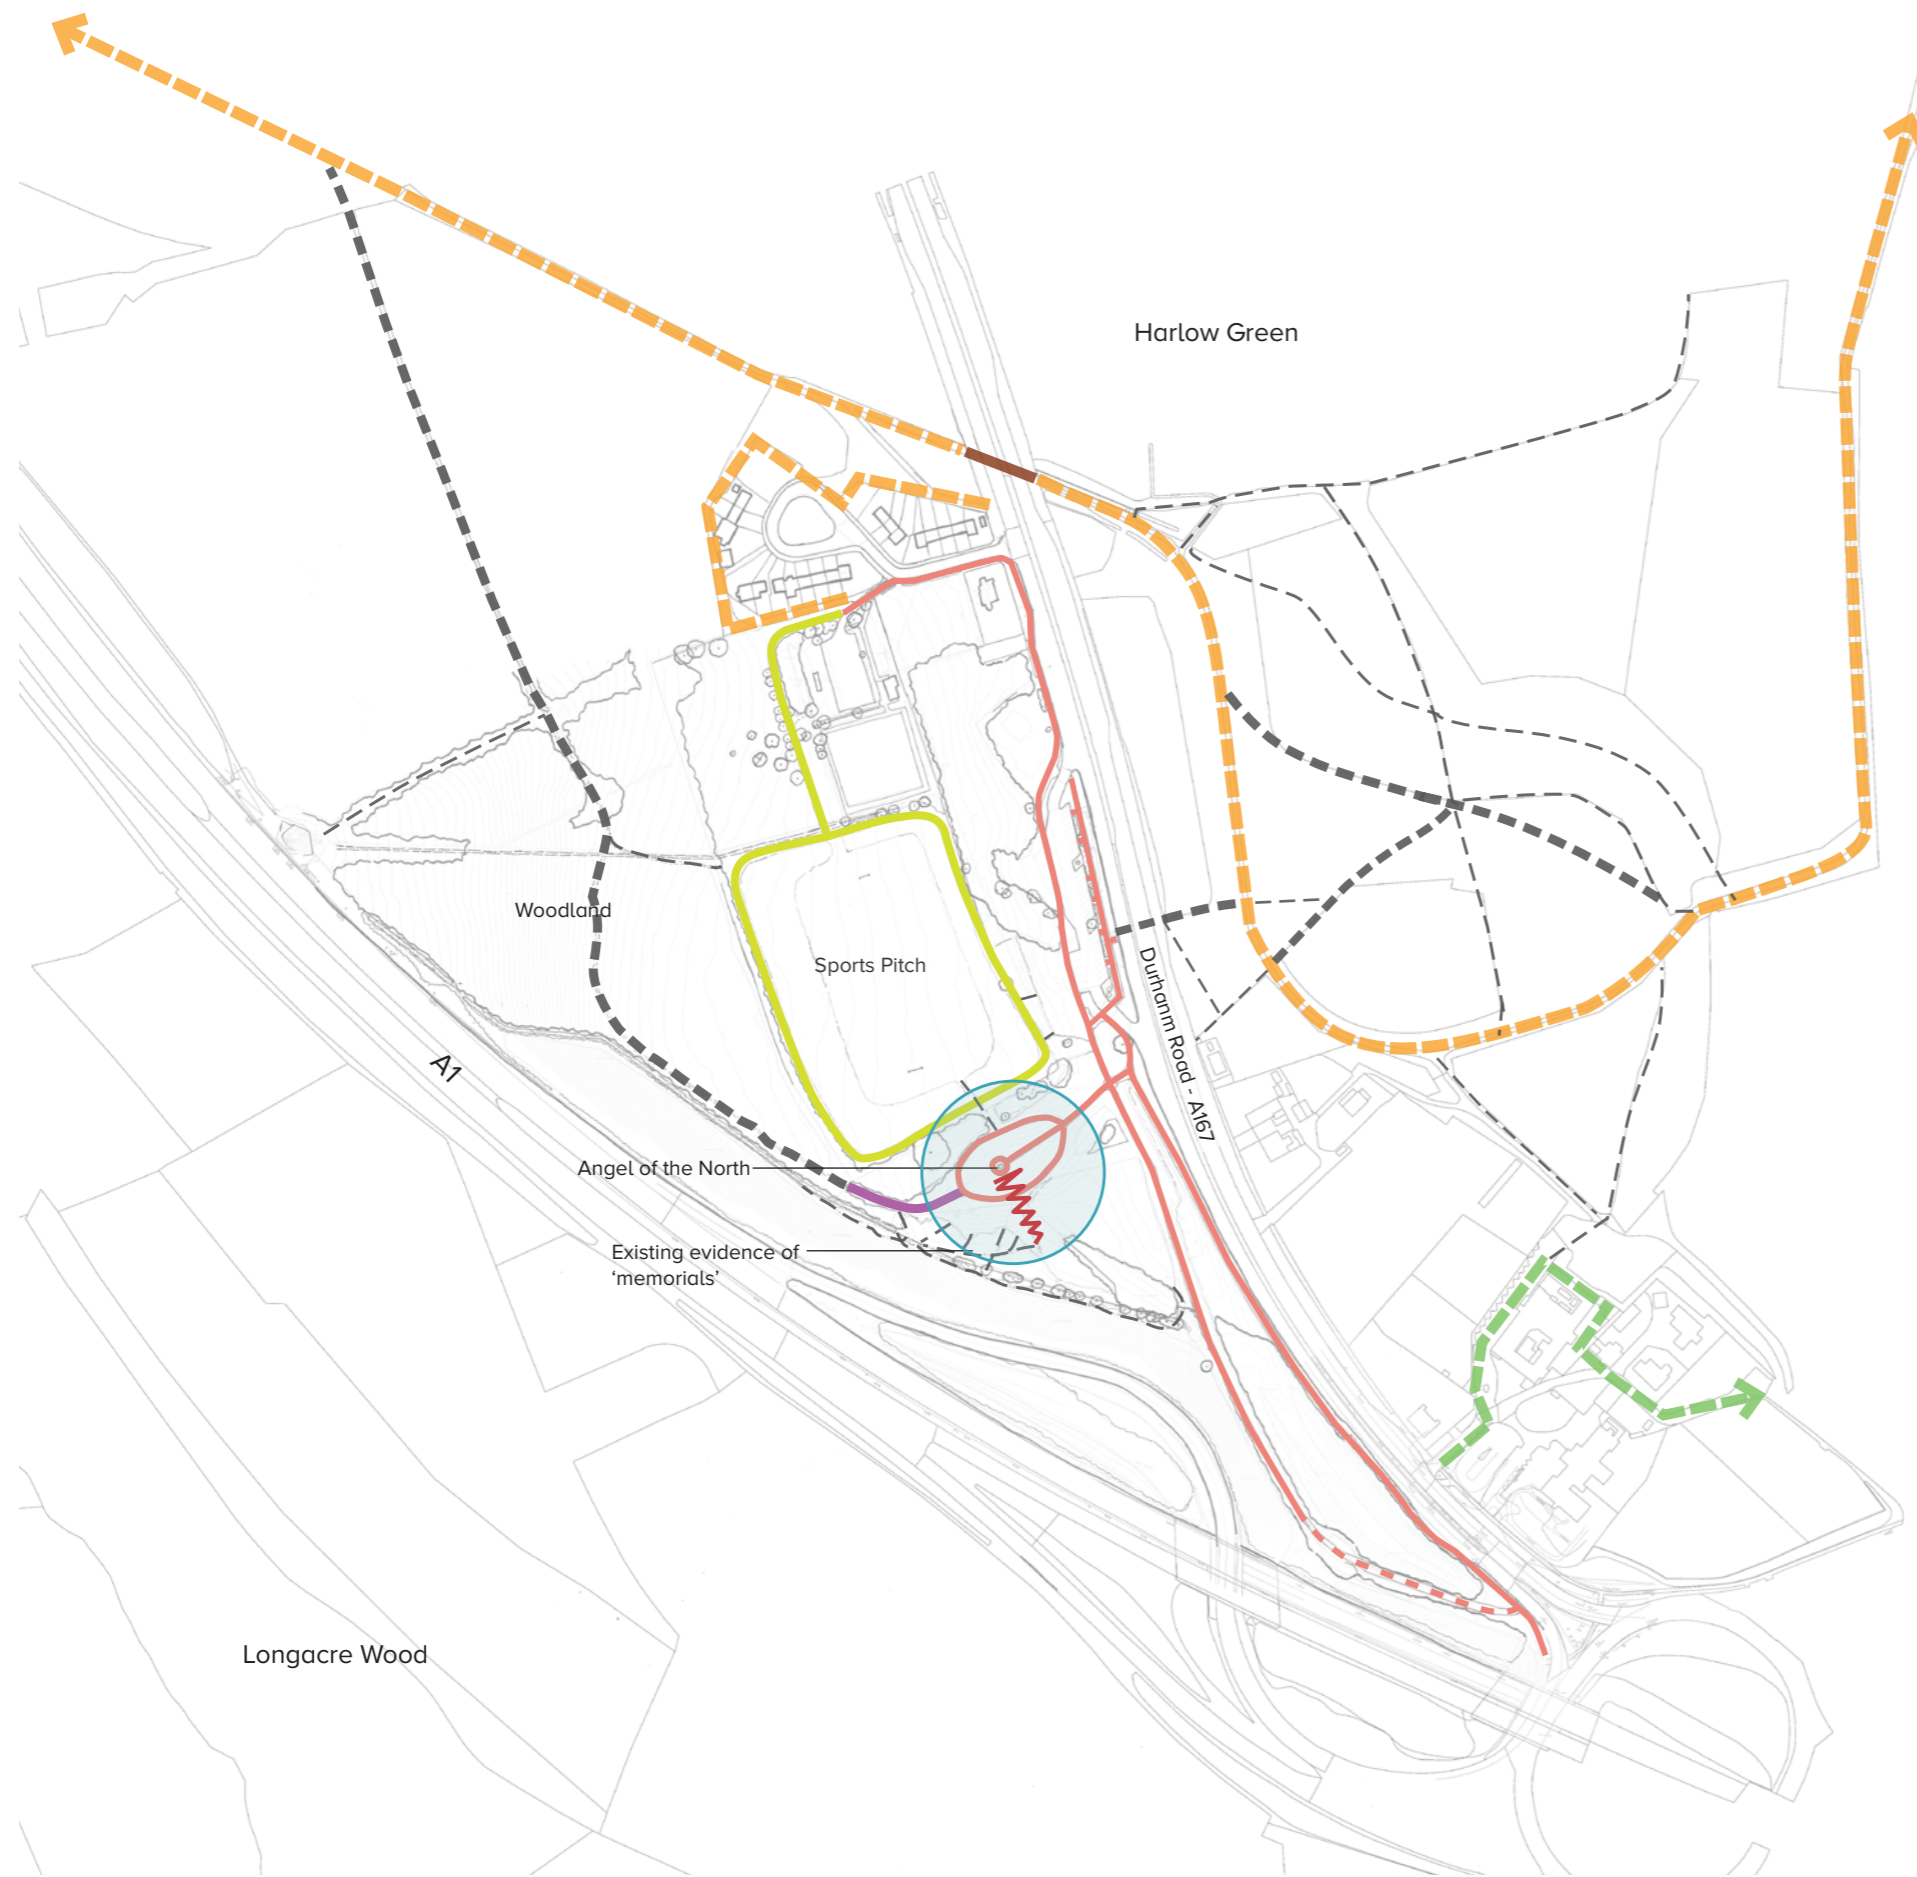 Harlow Green
Woodland
Sports Pitch
Durhanm Road - A167
A1
Angel of the North
Existing evidence of
‘memorials’
Longacre Wood